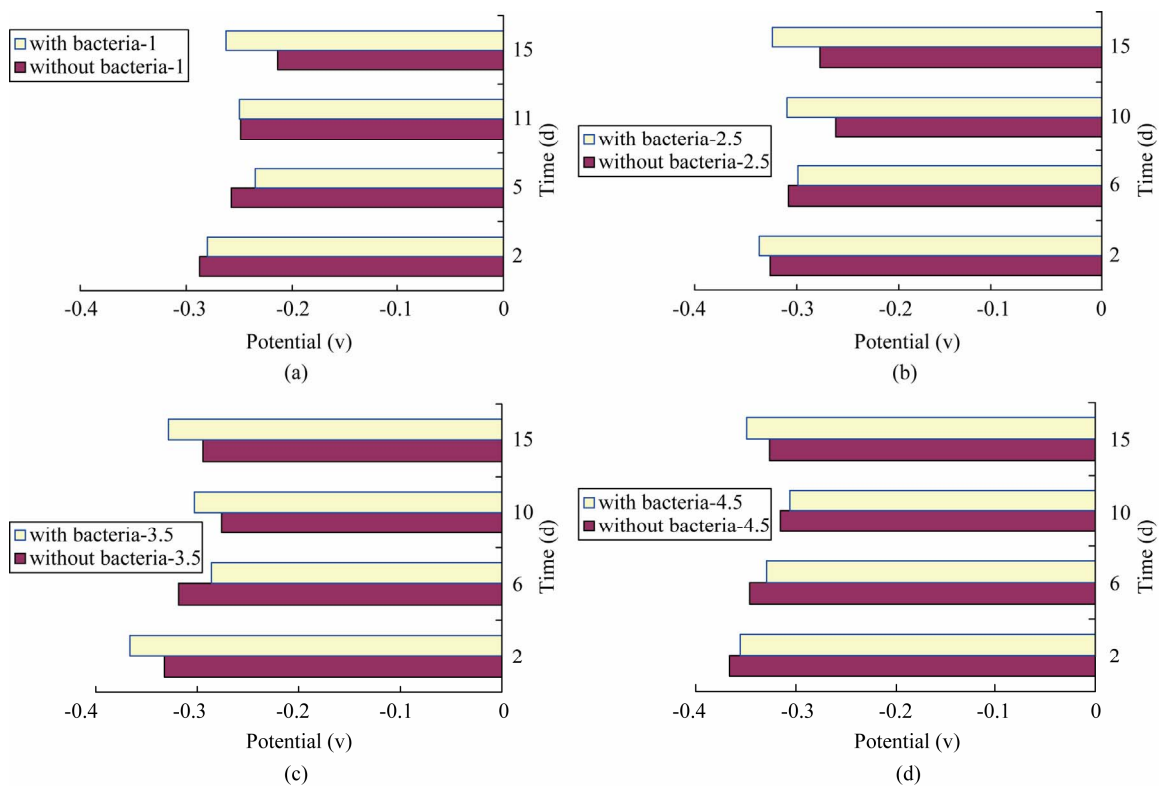 with bacteria-1
without bacteria-1
15
11
5
2
Time (d)
-0.4 -0.3 -0.2 -0.1 0
Potential (v)
(a)
with bacteria-2.5
without bacteria-2.5
15
10
6
2
Time (d)
-0.4 -0.3 -0.2 -0.1 0
Potential (v)
(b)
with bacteria-3.5
without bacteria-3.5
15
10
6
2
Time (d)
-0.4 -0.3 -0.2 -0.1 0
Potential (v)
(c)
with bacteria-4.5
without bacteria-4.5
15
10
6
2
Time (d)
-0.4 -0.3 -0.2 -0.1 0
Potential (v)
(d)